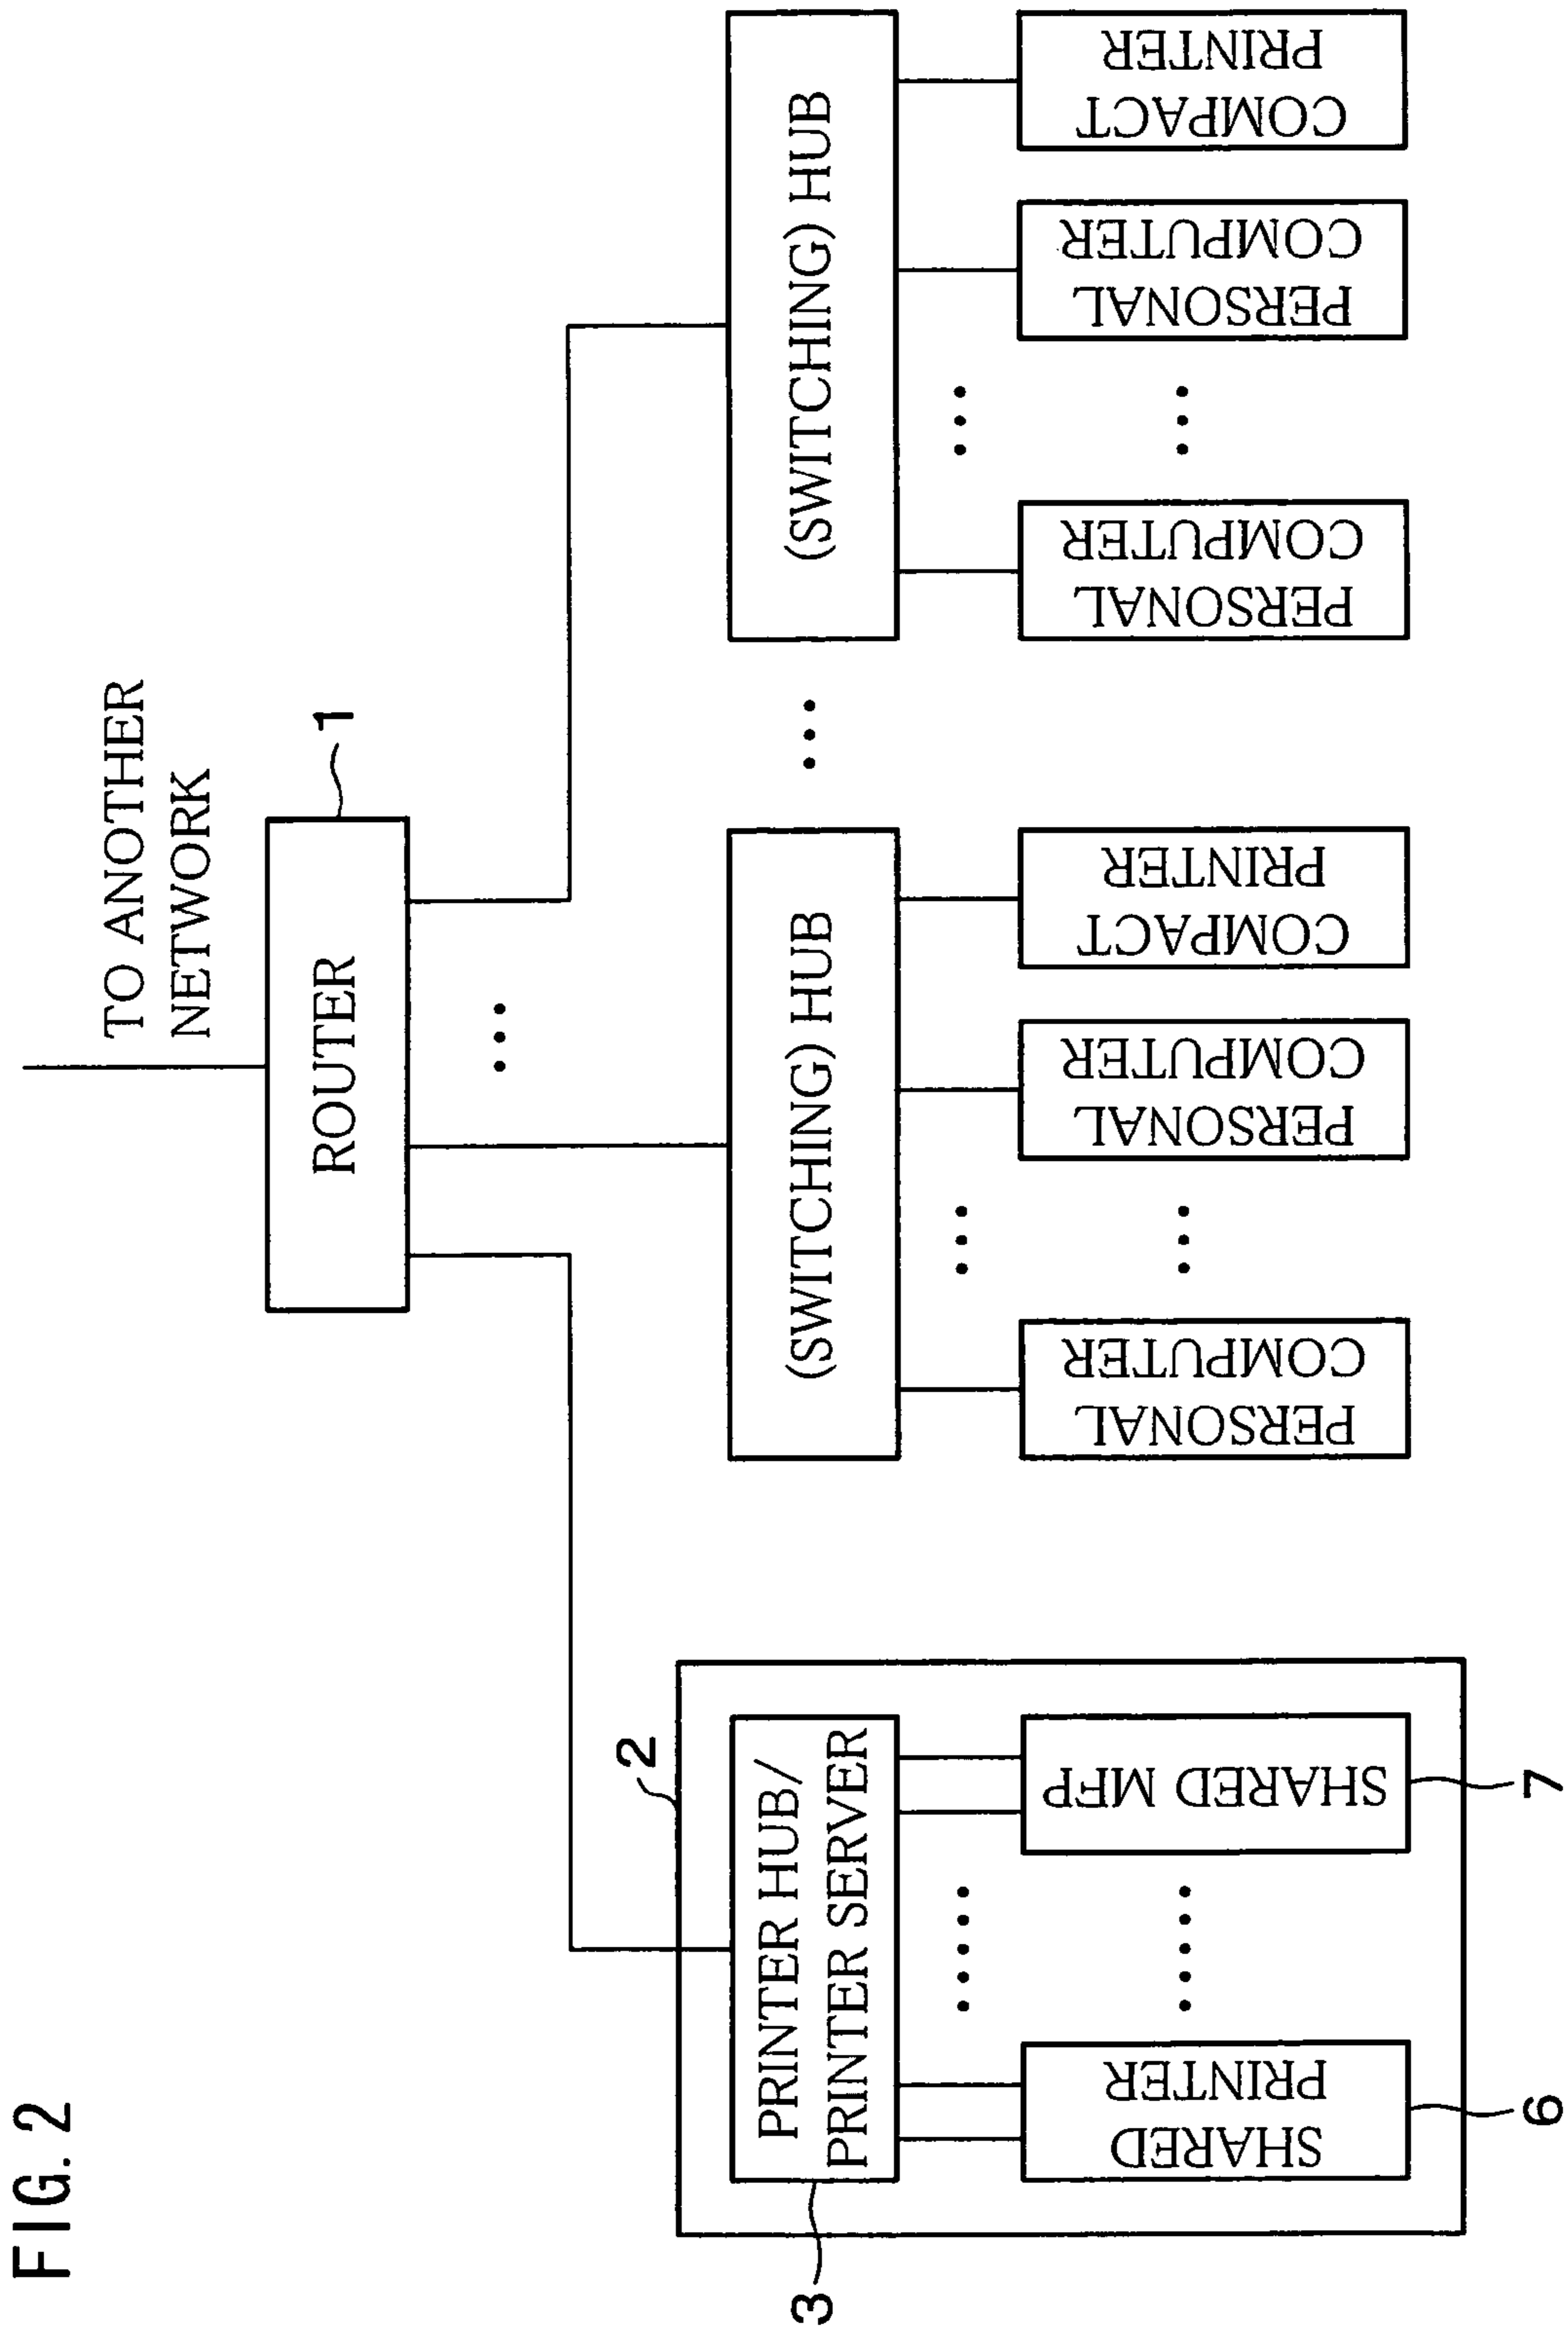 FIG. 2
TO ANOTHER
NETWORK
1
ROUTER
2
3
PRINTER HUB/
PRINTER SERVER
SHARED
PRINTER
6
SHARED MFP
7
(SWITCHING) HUB
PERSONAL
COMPUTER
PERSONAL
COMPUTER
COMPACT
PRINTER
(SWITCHING) HUB
PERSONAL
COMPUTER
PERSONAL
COMPUTER
COMPACT
PRINTER